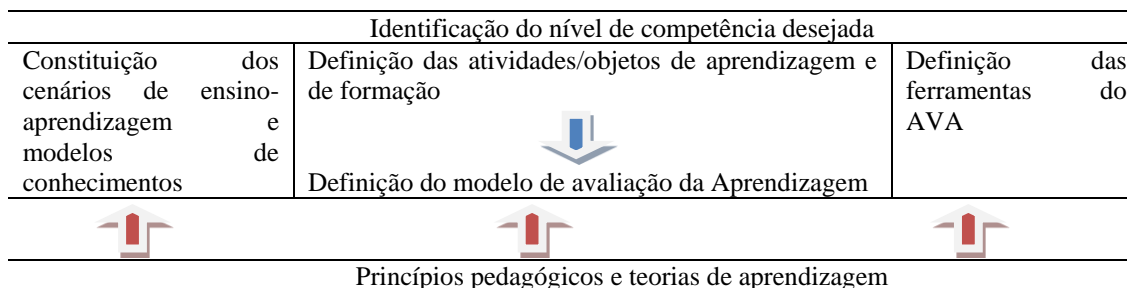 Identificação do nível de competência desejada
Constituição dos
cenários de ensino-
aprendizagem e
modelos de
conhecimentos
Definição das atividades/objetos de aprendizagem e
de formação
Definição do modelo de avaliação da Aprendizagem
Definição das
ferramentas do
AVA
Princípios pedagógicos e teorias de aprendizagem